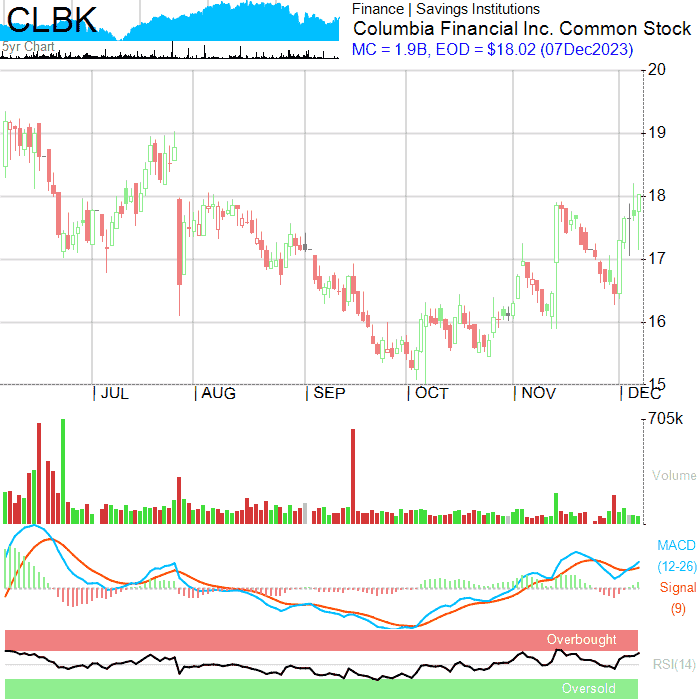 CLBK
5yr Chart
Finance | Savings Institutions
Columbia Financial Inc. Common Stock
MC = 1.9B, EOD = $18.02 (07Dec2023)
20
19
18
17
16
15
JUL AUG SEP OCT NOV DEC
705k
Volume
MACD
(12-26)
Signal
(9)
Overbought
RSI(14)
Oversold